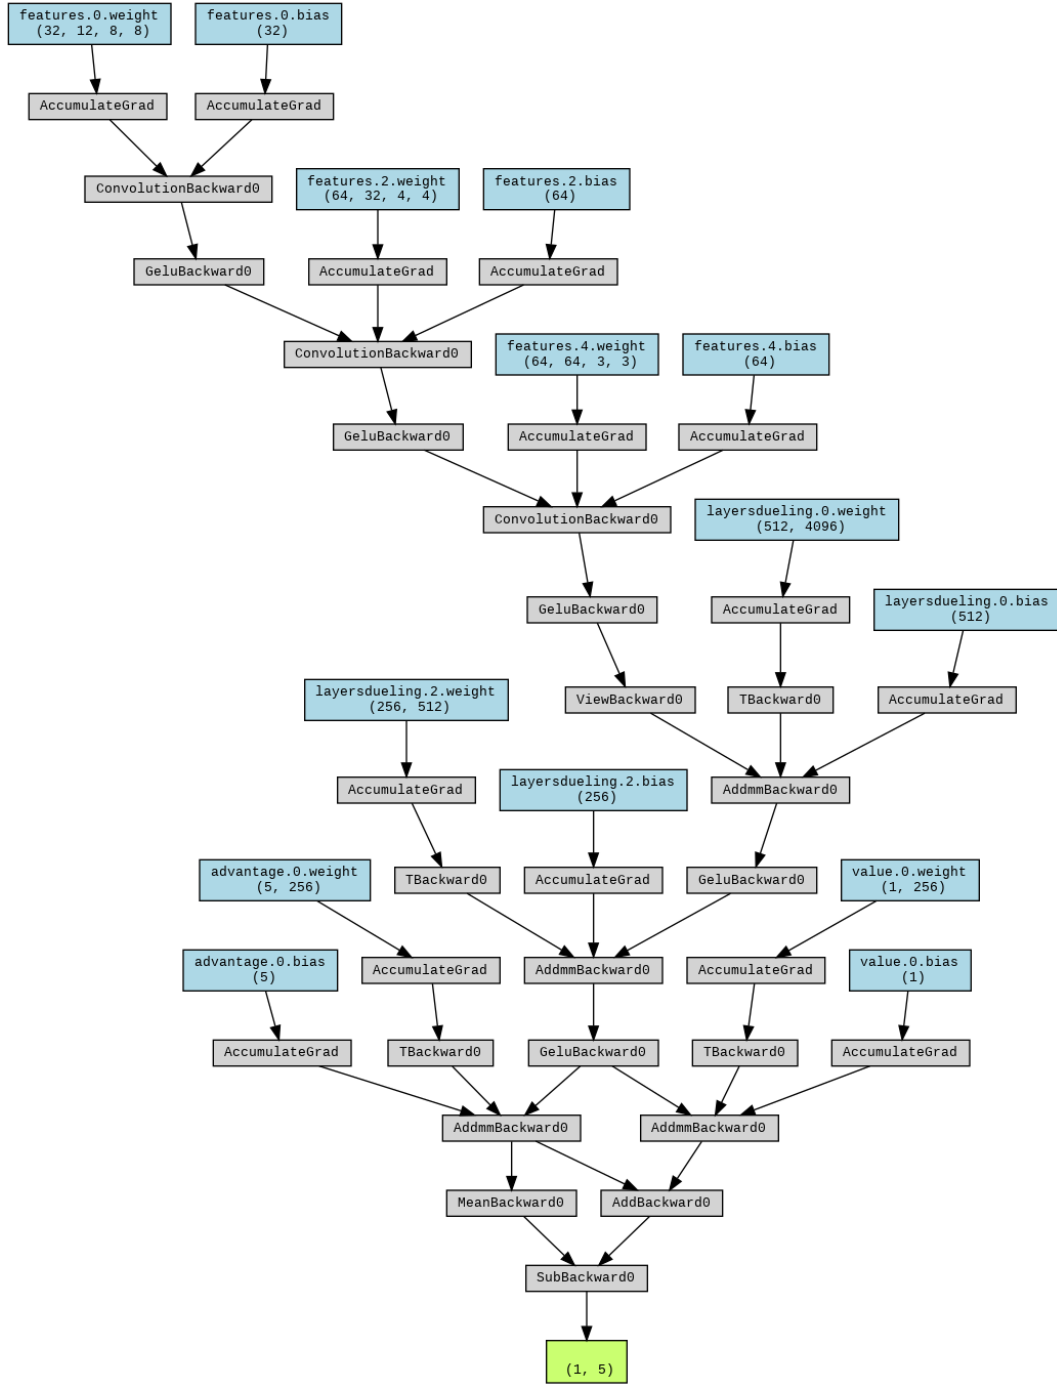 features.0.weight
(32, 12, 8, 8)
features.0.bias
(32)
AccumulateGrad
AccumulateGrad
ConvolutionBackward0
features.2.weight
(64, 32, 4, 4)
features.2.bias
(64)
GeluBackward0
AccumulateGrad
AccumulateGrad
ConvolutionBackward0
features.4.weight
(64, 64, 3, 3)
features.4.bias
(64)
GeluBackward0
AccumulateGrad
AccumulateGrad
ConvolutionBackward0
layersdueling.0.weight
(512, 4096)
GeluBackward0
AccumulateGrad
layersdueling.0.bias
(512)
layersdueling.2.weight
(256, 512)
ViewBackward0
TBackward0
AccumulateGrad
AccumulateGrad
layersdueling.2.bias
(256)
AddmmBackward0
advantage.0.weight
(5, 256)
TBackward0
AccumulateGrad
GeluBackward0
value.0.weight
(1, 256)
advantage.0.bias
(5)
AccumulateGrad
AddmmBackward0
AccumulateGrad
value.0.bias
(1)
AccumulateGrad
TBackward0
GeluBackward0
TBackward0
AccumulateGrad
AddmmBackward0
AddmmBackward0
MeanBackward0
AddBackward0
SubBackward0
(1, 5)